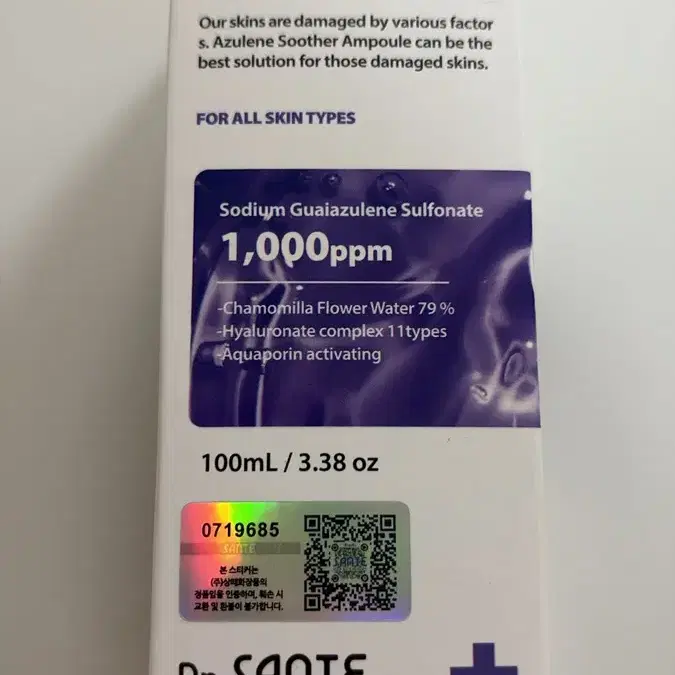 Our skins are damaged by various factor
s. Azulene Soother Ampoule can be the
best solution for those damaged skins.
FOR ALL SKIN TYPES
Sodium Guaiazulene Sulfonate
1,000ppm
-Chamomilla Flower Water 79 %
-Hyaluronate complex 11types
-Aquaporin activating
100mL / 3.38 oz
0719685
SANTE
본 스티커는
(주)상떼화장품의
정품임을 인증하며, 훼손 시
교환 및 환불이 불가합니다.
SANTE
Dr. SANTE